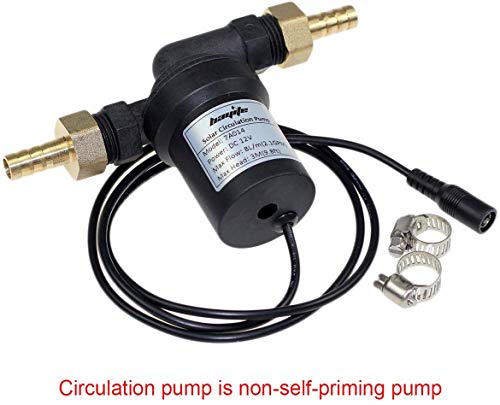 bayite
Solar Circulation Pump
Model: 7A014
Power: DC 12V
Max Flow: 8L/m(2.1GPM)
Max Head: 3M(9.8ft)
Circulation pump is non-self-priming pump